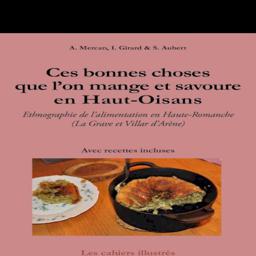 A. Mercan, I. Girard & S. Aubert
Ces bonnes choses
que l'on mange et savoure
en Haut-Oisans
Ethnographie de l'alimentation en Haute-Romanche
(La Grave et Villar d'Arène)
Avec recettes incluses
Les cahiers illustrés